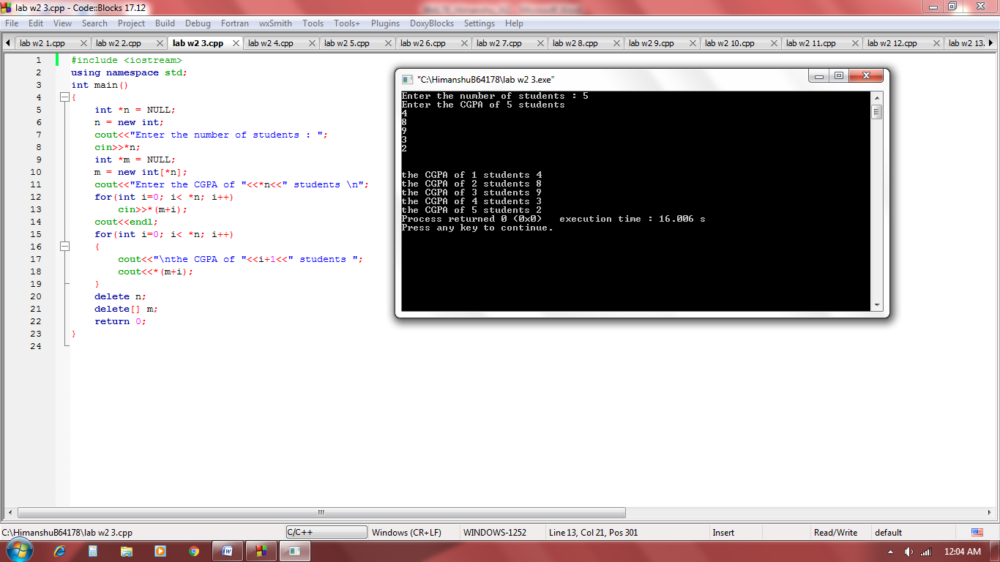 lab w2 3.cpp - Code::Blocks 17.12
File Edit View Search Project Build Debug Fortran wxSmith Tools Tools+ Plugins DoxyBlocks Settings Help
lab w2 1.cpp lab w2 2.cpp lab w2 3.cpp lab w2 4.cpp lab w2 5.cpp lab w2 6.cpp lab w2 7.cpp lab w2 8.cpp lab w2 9.cpp lab w2 10.cpp lab w2 11.cpp lab w2 12.cpp lab w2 13.
1 #include <iostream>
2 using namespace std;
3 int main()
4 {
5 int *n = NULL;
6 n = new int;
7 cout<<"Enter the number of students : ";
8 cin>>*n;
9 int *m = NULL;
10 m = new int[*n];
11 cout<<"Enter the CGPA of "<<*n<<" students \n";
12 for(int i=0; i< *n; i++)
13 cin>>*(m+i);
14 cout<<endl;
15 for(int i=0; i< *n; i++)
16 {
17 cout<<"\nthe CGPA of "<<i+1<<" students ";
18 cout<<*(m+i);
19 }
20 delete n;
21 delete[] m;
22 return 0;
23 }
24
"C:\HimanshuB64178\lab w2 3.exe"
Enter the number of students : 5
Enter the CGPA of 5 students
4
8
9
3
2
the CGPA of 1 students 4
the CGPA of 2 students 8
the CGPA of 3 students 9
the CGPA of 4 students 3
the CGPA of 5 students 2
Process returned 0 (0x0) execution time : 16.006 s
Press any key to continue.
C:\HimanshuB64178\lab w2 3.cpp C/C++ Windows (CR+LF) WINDOWS-1252 Line 13, Col 21, Pos 301 Insert Read/Write default
12:04 AM